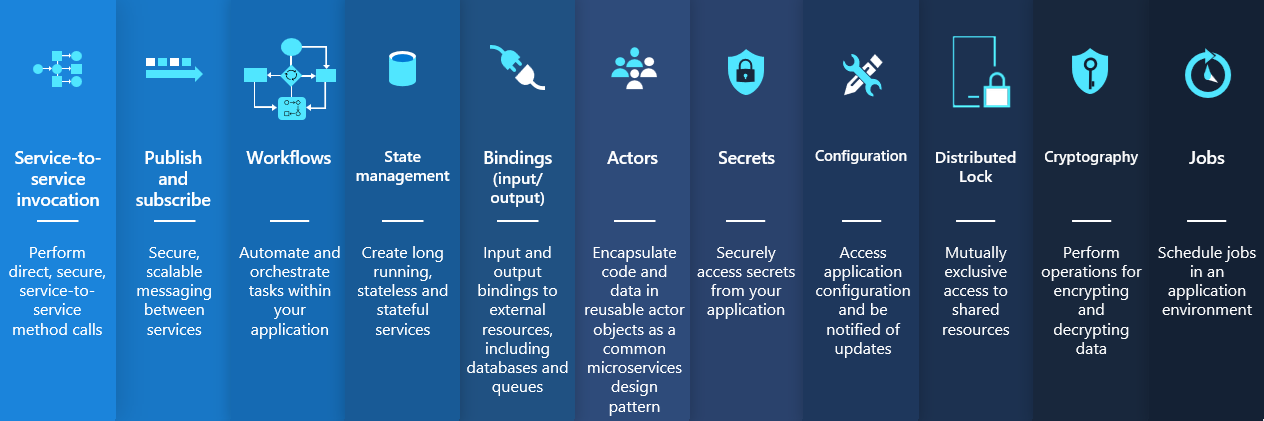 Service-to-
service
invocation
Perform
direct, secure,
service-to-
service
method calls
Publish
and
subscribe
Secure,
scalable
messaging
between
services
Workflows
Automate and
orchestrate
tasks within
your
application
State
management
Create long
running,
stateless and
stateful
services
Bindings
(input/
output)
Input and
output
bindings to
external
resources,
including
databases and
queues
Actors
Encapsulate
code and
data in
reusable actor
objects as a
common
microservices
design
pattern
Secrets
Securely
access secrets
from your
application
Configuration
Access
application
configuration
and be
notified of
updates
Distributed
Lock
Mutually
exclusive
access to
shared
resources
Cryptography
Perform
operations for
encrypting
and
decrypting
data
Jobs
Schedule jobs
in an
application
environment